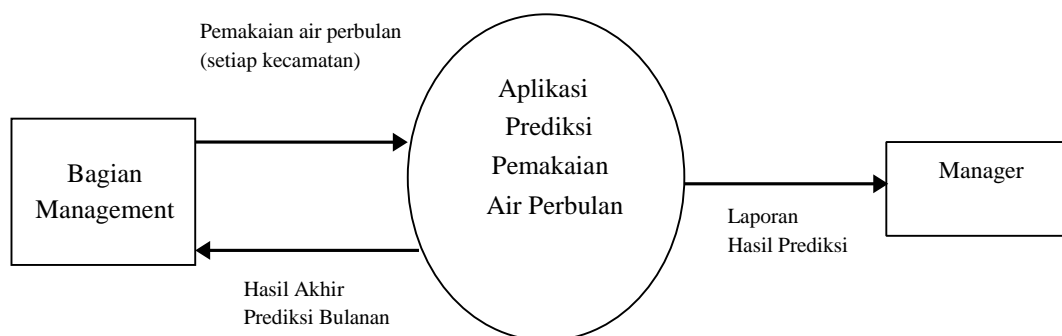 Pemakaian air perbulan
(setiap kecamatan)
Aplikasi
Prediksi
Pemakaian
Air Perbulan
Bagian
Management
Manager
Laporan
Hasil Prediksi
Hasil Akhir
Prediksi Bulanan